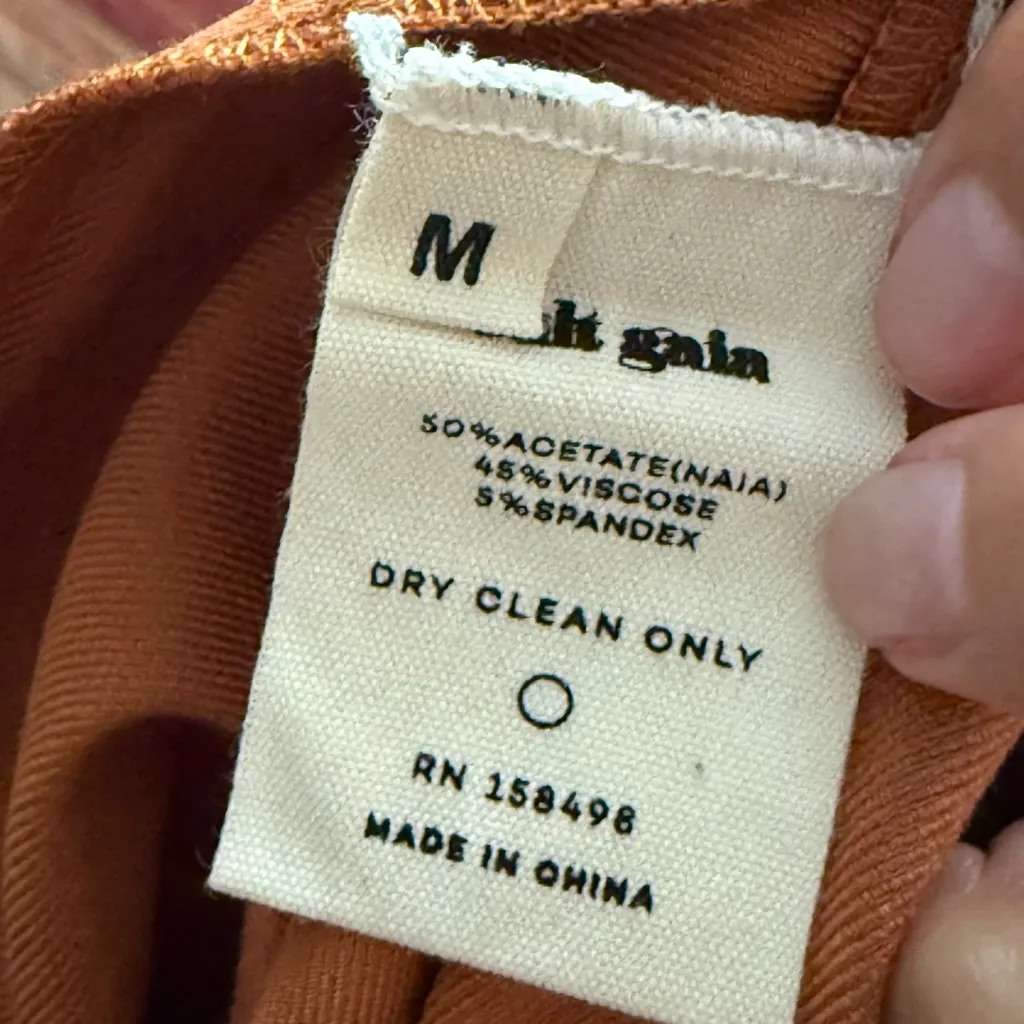 M
gaia
50%ACETATE(NAIA)
45%VISCOSE
5%SPANDEX
DRY CLEAN ONLY
RN 158498
MADE IN CHINA